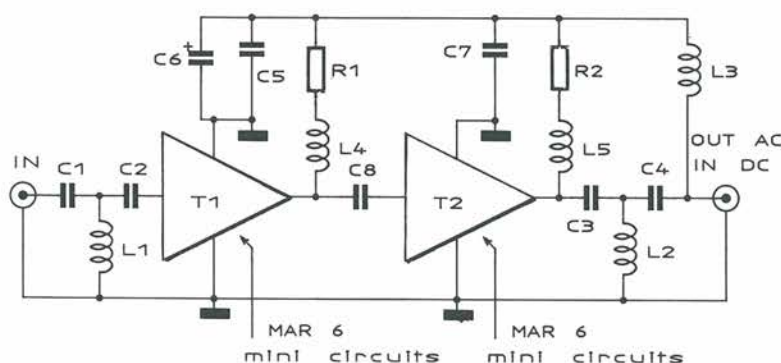 C6
+
C5
R1
C7
R2
L3
IN
C1
C2
L4
C8
L5
C4
OUT AC
IN DC
T1
T2
C3
L1
L2
MAR 6
mini circuits
MAR 6
mini circuits